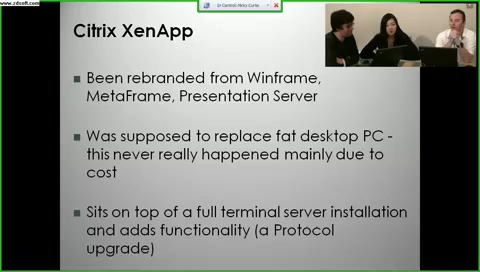 www.zdsoft.com
Citrix XenApp
Been rebranded from Winframe,
MetaFrame, Presentation Server
Was supposed to replace fat desktop PC -
this never really happened mainly due to
cost
Sits on top of a full terminal server installation
and adds functionality (a Protocol
upgrade)